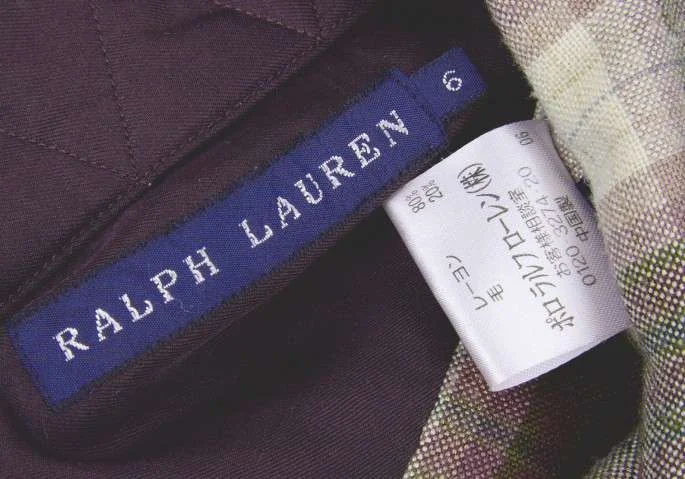 RALPH LAUREN
6
レーヨン 80%
毛 20%
ポロラルフローレン(株)
お客様相談室
0120 3274 20
中国製
06